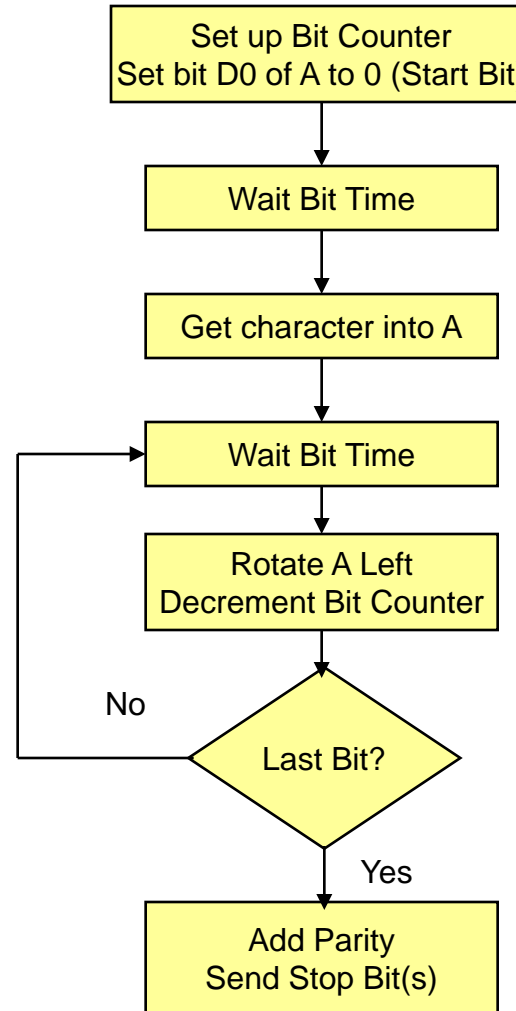 Set up Bit Counter
Set bit D0 of A to 0 (Start Bit
Wait Bit Time
Get character into A
Wait Bit Time
Rotate A Left
Decrement Bit Counter
No
Last Bit?
Yes
Add Parity
Send Stop Bit(s)